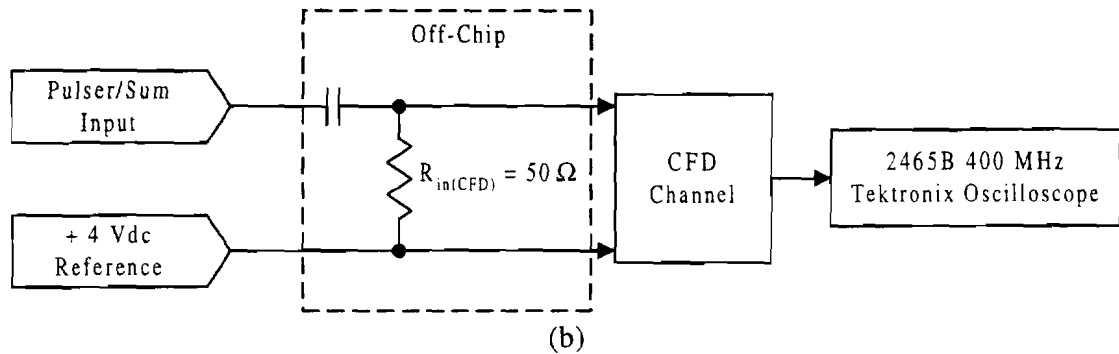 Off-Chip
Pulser/Sum
Input
R_in(CFD) = 50 Ω
CFD
Channel
2465B 400 MHz
Tektronix Oscilloscope
+ 4 Vdc
Reference
(b)